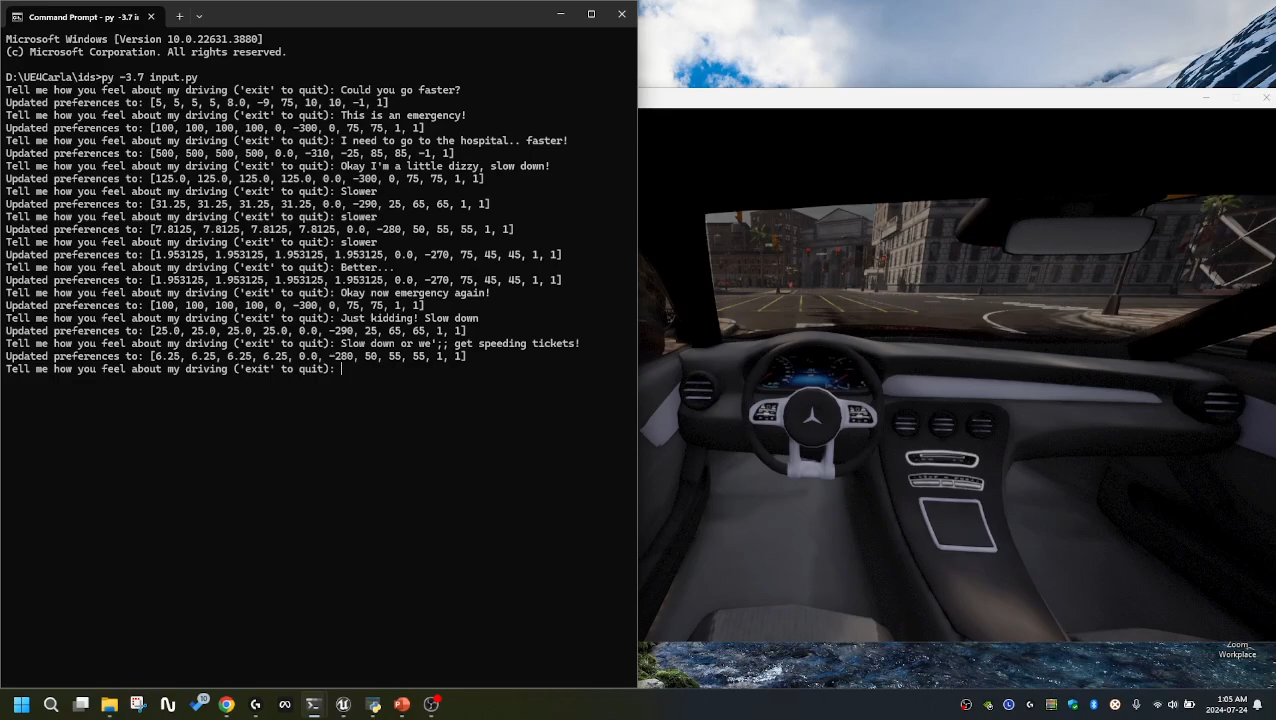 Command Prompt - py -3.7 i
Microsoft Windows [Version 10.0.22631.3880]
(c) Microsoft Corporation. All rights reserved.
D:\UE4Carla\ids>py -3.7 input.py
Tell me how you feel about my driving ('exit' to quit): Could you go faster?
Updated preferences to: [5, 5, 5, 5, 8.0, -9, 75, 10, 10, -1, 1]
Tell me how you feel about my driving ('exit' to quit): This is an emergency!
Updated preferences to: [100, 100, 100, 100, 0, -300, 0, 75, 75, 1, 1]
Tell me how you feel about my driving ('exit' to quit): I need to go to the hospital.. faster!
Updated preferences to: [500, 500, 500, 500, 0.0, -310, -25, 85, 85, -1, 1]
Tell me how you feel about my driving ('exit' to quit): Okay I'm a little dizzy, slow down!
Updated preferences to: [125.0, 125.0, 125.0, 125.0, 0.0, -300, 0, 75, 75, 1, 1]
Tell me how you feel about my driving ('exit' to quit): Slower
Updated preferences to: [31.25, 31.25, 31.25, 31.25, 0.0, -290, 25, 65, 65, 1, 1]
Tell me how you feel about my driving ('exit' to quit): slower
Updated preferences to: [7.8125, 7.8125, 7.8125, 7.8125, 0.0, -280, 50, 55, 55, 1, 1]
Tell me how you feel about my driving ('exit' to quit): slower
Updated preferences to: [1.953125, 1.953125, 1.953125, 1.953125, 0.0, -270, 75, 45, 45, 1, 1]
Tell me how you feel about my driving ('exit' to quit): Better...
Updated preferences to: [1.953125, 1.953125, 1.953125, 1.953125, 0.0, -270, 75, 45, 45, 1, 1]
Tell me how you feel about my driving ('exit' to quit): Okay now emergency again!
Updated preferences to: [100, 100, 100, 100, 0, -300, 0, 75, 75, 1, 1]
Tell me how you feel about my driving ('exit' to quit): Just kidding! Slow down
Updated preferences to: [25.0, 25.0, 25.0, 25.0, 0.0, -290, 25, 65, 65, 1, 1]
Tell me how you feel about my driving ('exit' to quit): Slow down or we';; get speeding tickets!
Updated preferences to: [6.25, 6.25, 6.25, 6.25, 0.0, -280, 50, 55, 55, 1, 1]
Tell me how you feel about my driving ('exit' to quit):
Zoom
Workplace
10
1:05 AM
2024-07-24